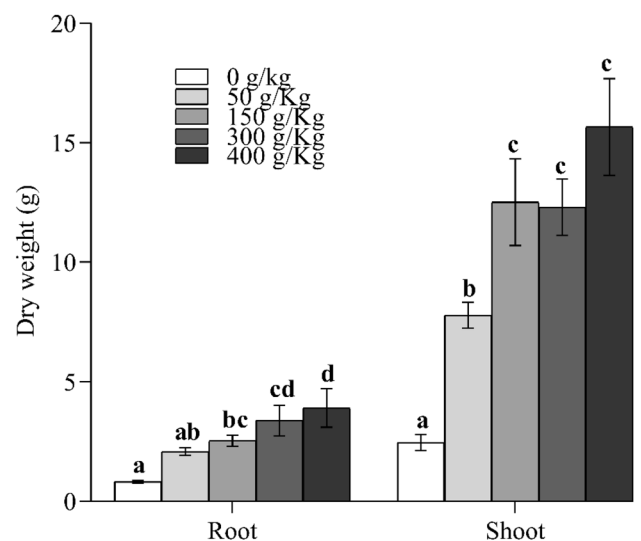 20
15
10
5
0
Dry weight (g)
0 g/kg
50 g/Kg
150 g/Kg
300 g/Kg
400 g/Kg
a
ab
bc
cd
d
a
b
c
c
c
Root
Shoot